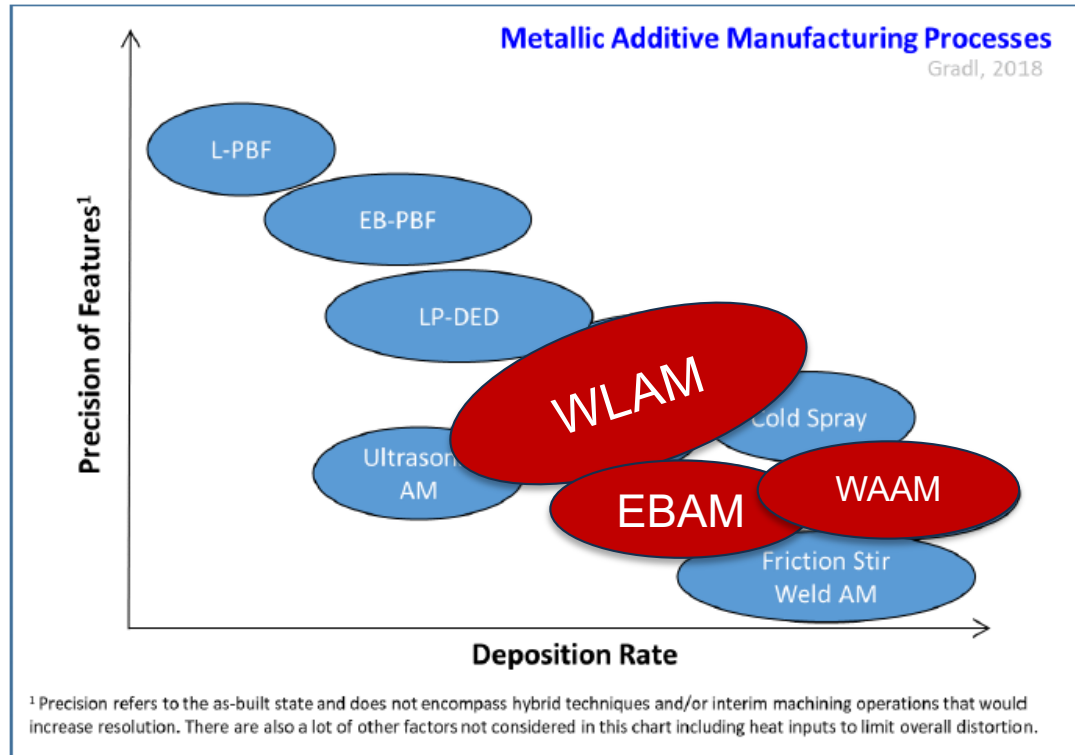 Metallic Additive Manufacturing Processes
Gradl, 2018
Precision of Features¹
L-PBF
EB-PBF
LP-DED
WLAM
Cold Spray
AM
EBAM
WAAM
Friction Stir
Weld AM
Deposition Rate
¹ Precision refers to the as-built state and does not encompass hybrid techniques and/or interim machining operations that would
increase resolution. There are also a lot of other factors not considered in this chart including heat inputs to limit overall distortion.